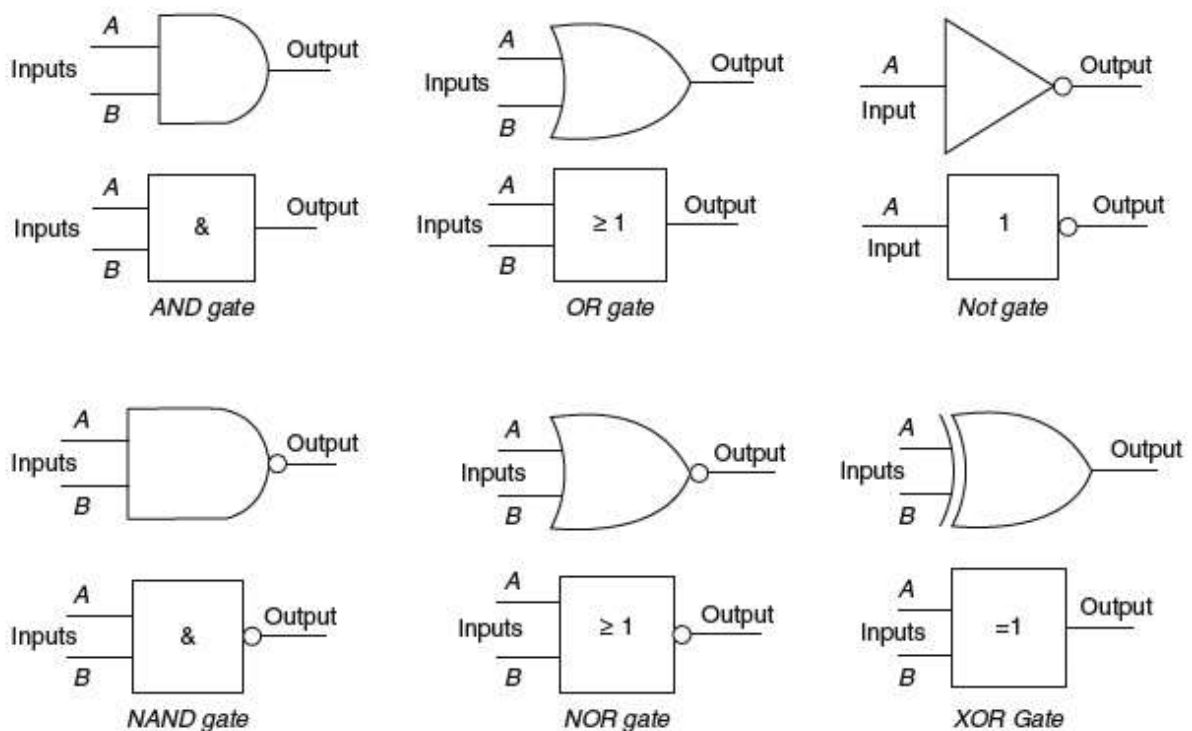 A
Inputs
B
Output
A
Inputs
B
Output
A
Input
Output
A
Inputs
B
&
Output
AND gate
A
Inputs
B
≥ 1
Output
OR gate
A
Input
1
Output
Not gate
A
Inputs
B
Output
A
Inputs
B
Output
A
Inputs
B
Output
A
Inputs
B
&
Output
NAND gate
A
Inputs
B
≥ 1
Output
NOR gate
A
Inputs
B
=1
Output
XOR Gate